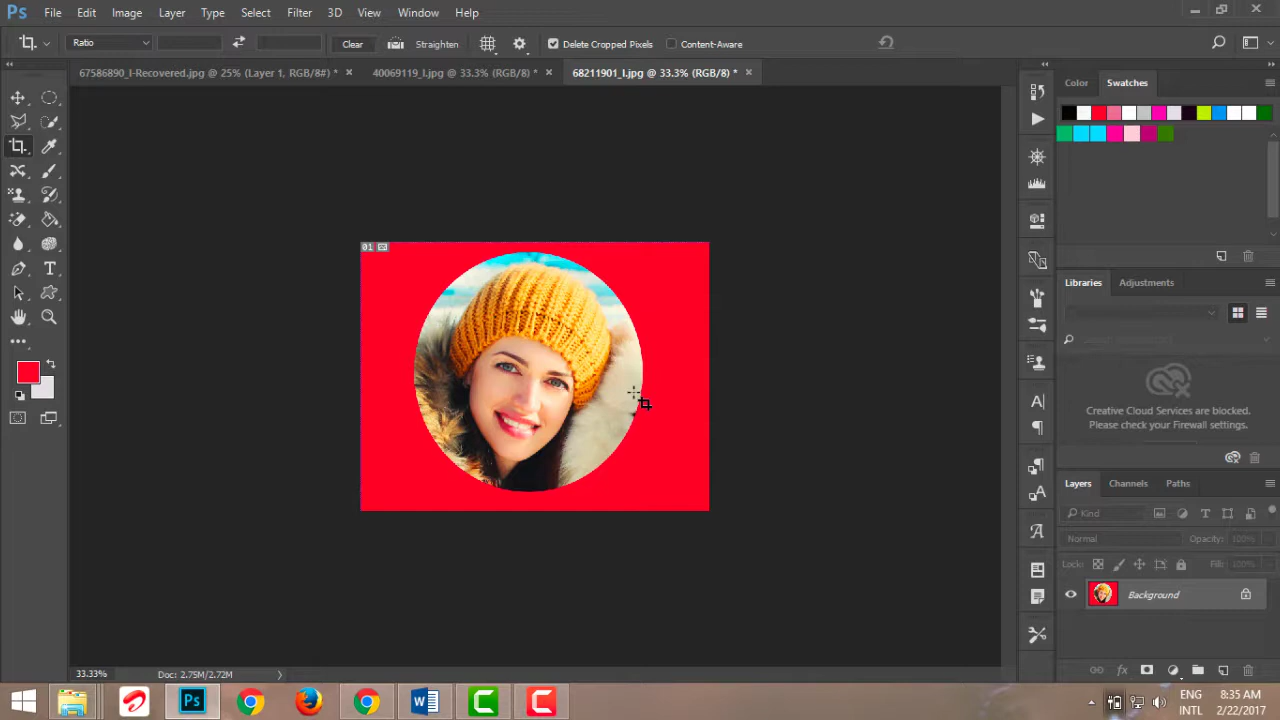 Ps File Edit Image Layer Type Select Filter 3D View Window Help
Ratio Clear Straighten Delete Cropped Pixels Content-Aware
67586890_l-Recovered.jpg @ 25% (Layer 1, RGB/8#) * × 40069119_l.jpg @ 33.3% (RGB/8) * × 68211901_l.jpg @ 33.3% (RGB/8) * ×
Color Swatches
01
Libraries Adjustments
Creative Cloud Services are blocked.
Please check your Firewall settings.
Layers Channels Paths
Kind
Normal Opacity: 100%
Lock: Fill: 100%
Background
33.33% Doc: 2.75M/2.72M
Ps
ENG 8:35 AM
INTL 2/22/2017